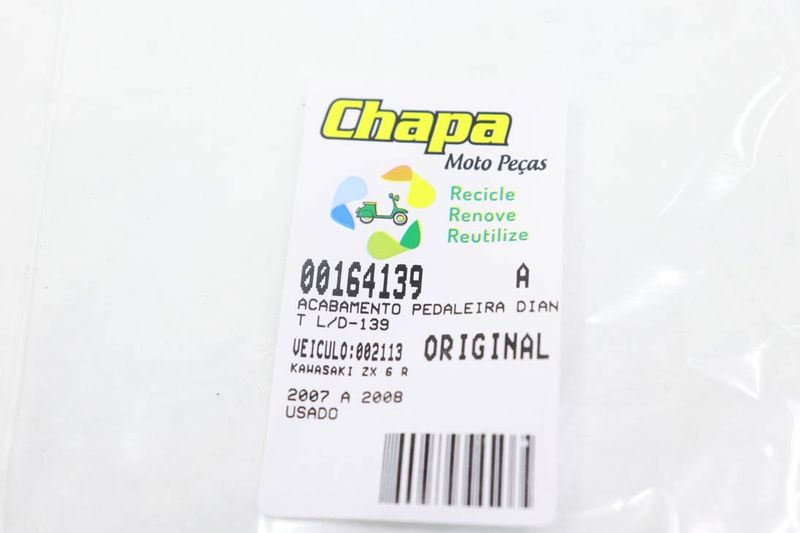 Chapa
Moto Peças
Recicle
Renove
Reutilize
00164139 A
ACABAMENTO PEDALEIRA DIAN
T L/D-139
VEICULO:002113 ORIGINAL
KAWASAKI ZX 6 R
2007 A 2008
USADO